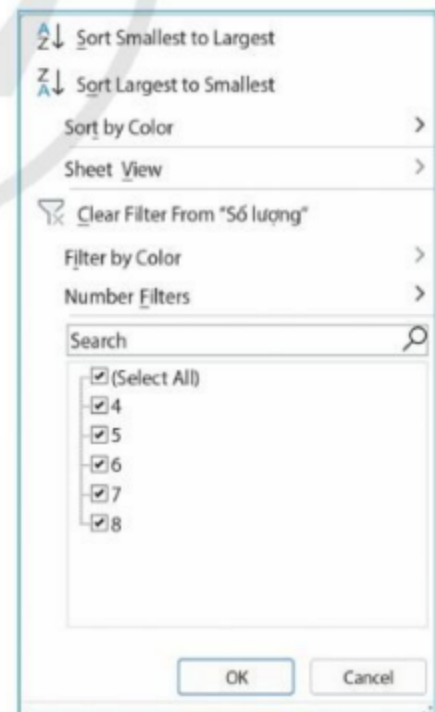 Sort Smallest to Largest
Sort Largest to Smallest
Sort by Color
Sheet View
Clear Filter From "Số lượng"
Filter by Color
Number Filters
Search
(Select All)
4
5
6
7
8
OK
Cancel